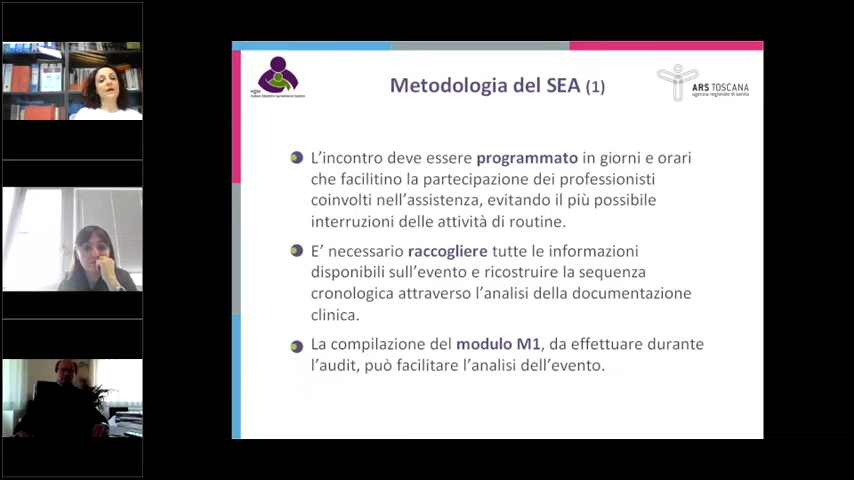 Metodologia del SEA (1)
ARS TOSCANA
agenzia regionale di sanità
L'incontro deve essere programmato in giorni e orari
che facilitino la partecipazione dei professionisti
coinvolti nell'assistenza, evitando il più possibile
interruzioni delle attività di routine.
E' necessario raccogliere tutte le informazioni
disponibili sull'evento e ricostruire la sequenza
cronologica attraverso l'analisi della documentazione
clinica.
La compilazione del modulo M1, da effettuare durante
l'audit, può facilitare l'analisi dell'evento.